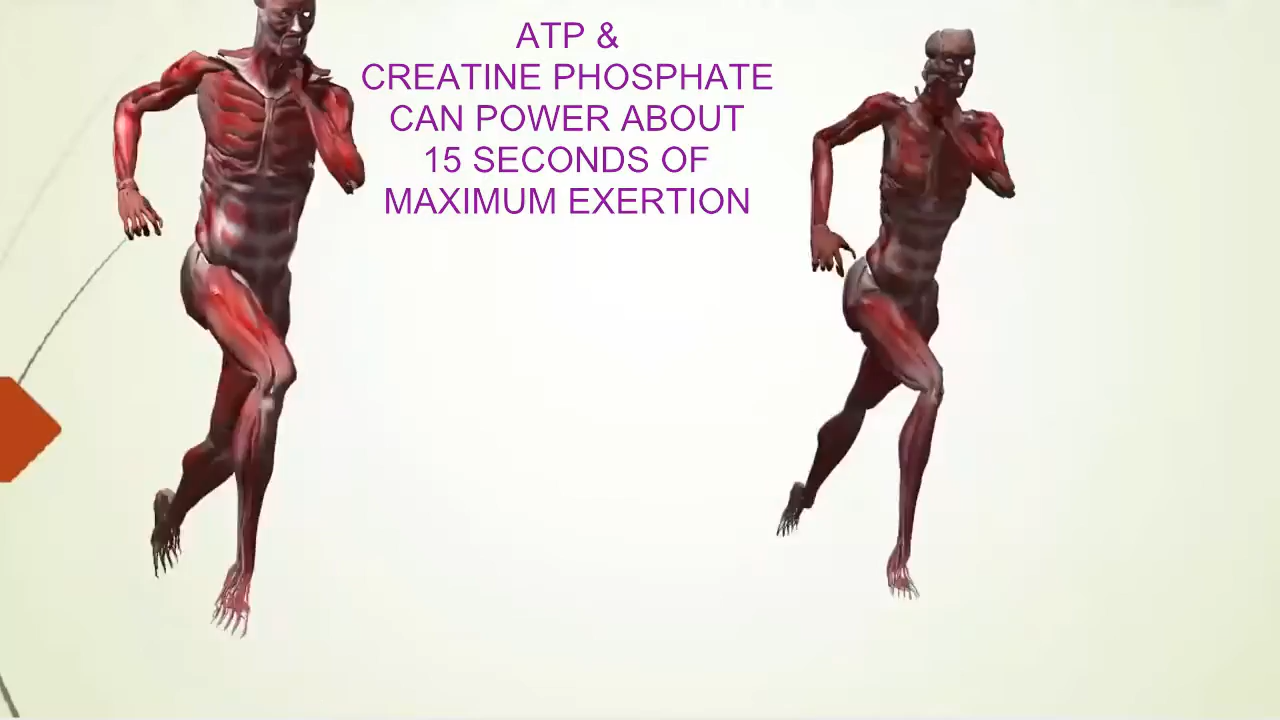 ATP &
CREATINE PHOSPHATE
CAN POWER ABOUT
15 SECONDS OF
MAXIMUM EXERTION